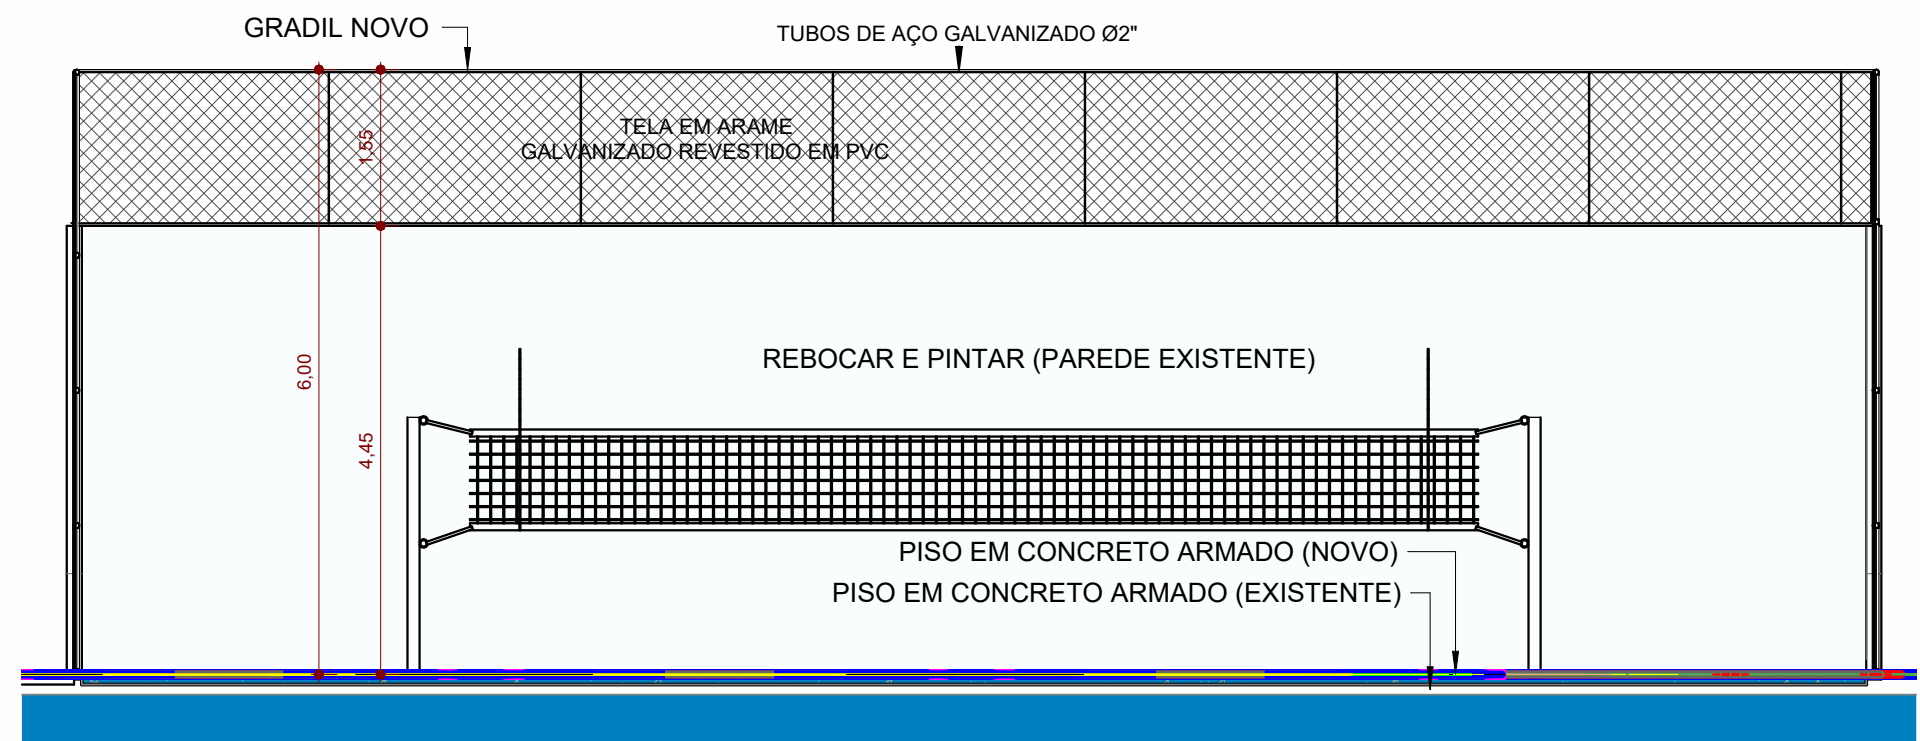 GRADIL NOVO
TUBOS DE AÇO GALVANIZADO Ø2"
TELA EM ARAME
GALVANIZADO REVESTIDO EM PVC
1,55
REBOCAR E PINTAR (PAREDE EXISTENTE)
6,00
4,45
PISO EM CONCRETO ARMADO (NOVO)
PISO EM CONCRETO ARMADO (EXISTENTE)